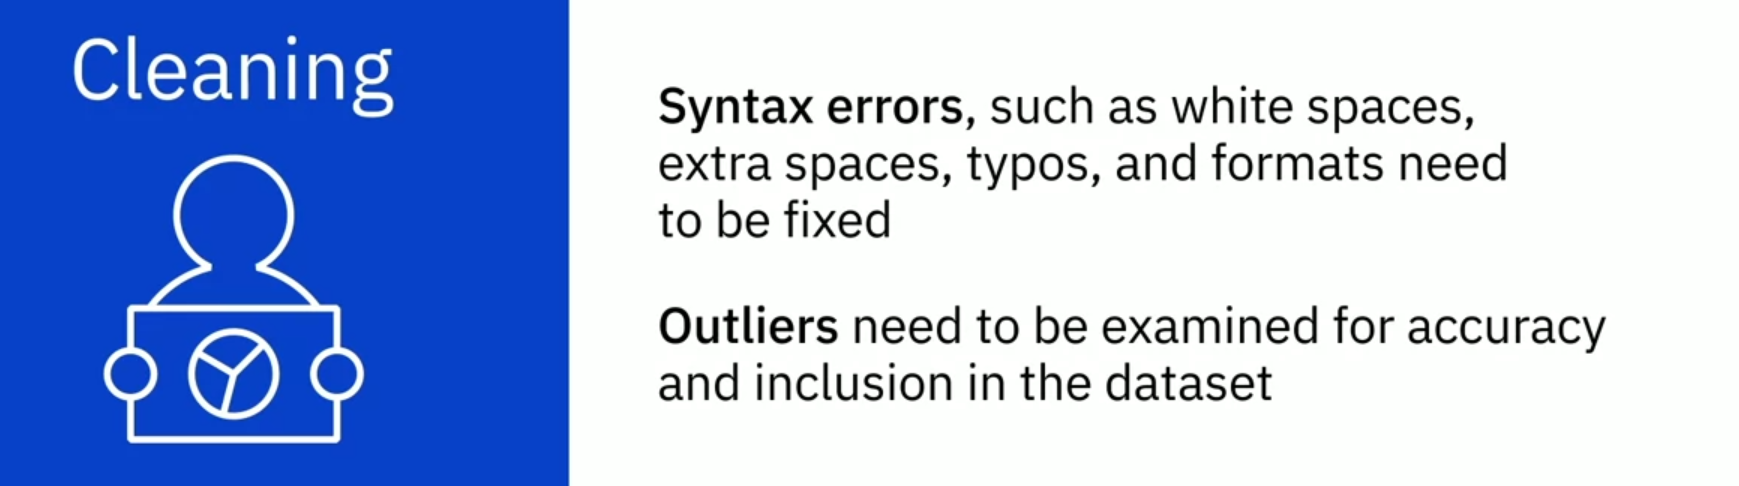 Cleaning
Syntax errors, such as white spaces,
extra spaces, typos, and formats need
to be fixed
Outliers need to be examined for accuracy
and inclusion in the dataset